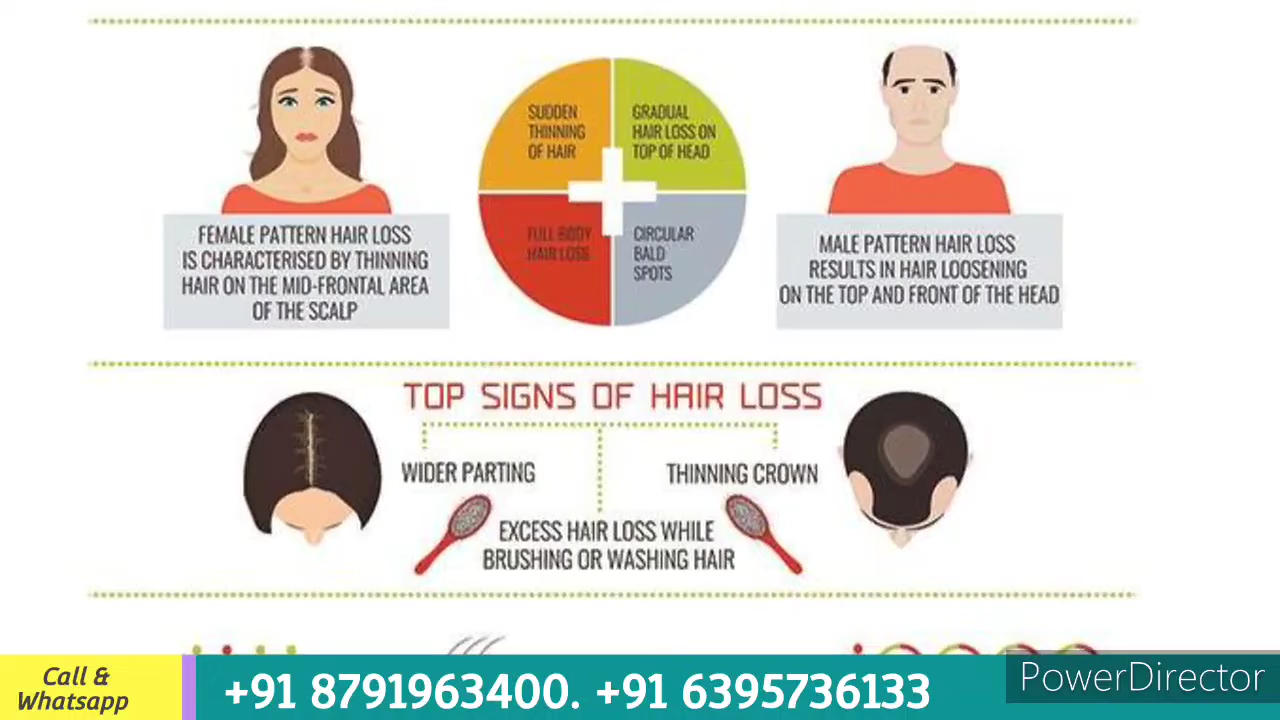 SUDDEN
THINNING
OF HAIR
GRADUAL
HAIR LOSS ON
TOP OF HEAD
FULL BODY
HAIR LOSS
CIRCULAR
BALD
SPOTS
FEMALE PATTERN HAIR LOSS
IS CHARACTERISED BY THINNING
HAIR ON THE MID-FRONTAL AREA
OF THE SCALP
MALE PATTERN HAIR LOSS
RESULTS IN HAIR LOOSENING
ON THE TOP AND FRONT OF THE HEAD
TOP SIGNS OF HAIR LOSS
WIDER PARTING
THINNING CROWN
EXCESS HAIR LOSS WHILE
BRUSHING OR WASHING HAIR
Call &
Whatsapp
+91 8791963400. +91 6395736133
PowerDirector